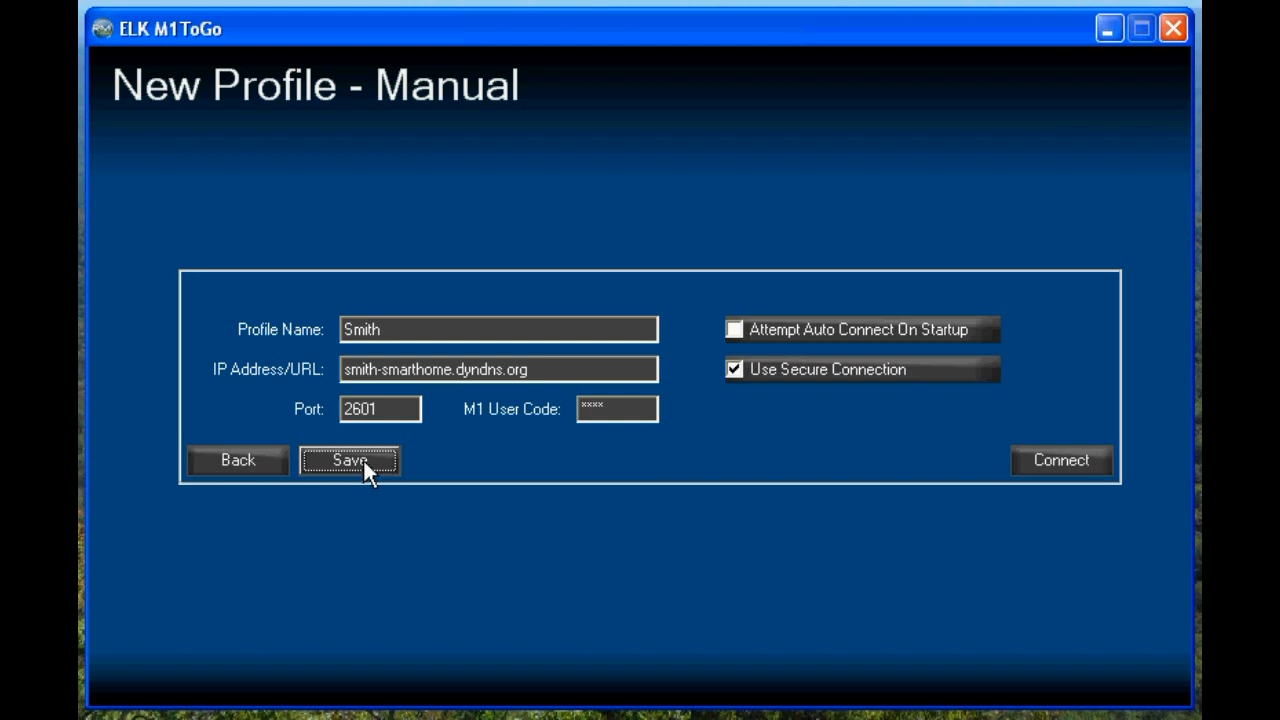 ELK M1ToGo
New Profile - Manual
Profile Name: Smith
Attempt Auto Connect On Startup
IP Address/URL: smith-smarthome.dyndns.org
Use Secure Connection
Port: 2601 M1 User Code: ****
Back Save Connect